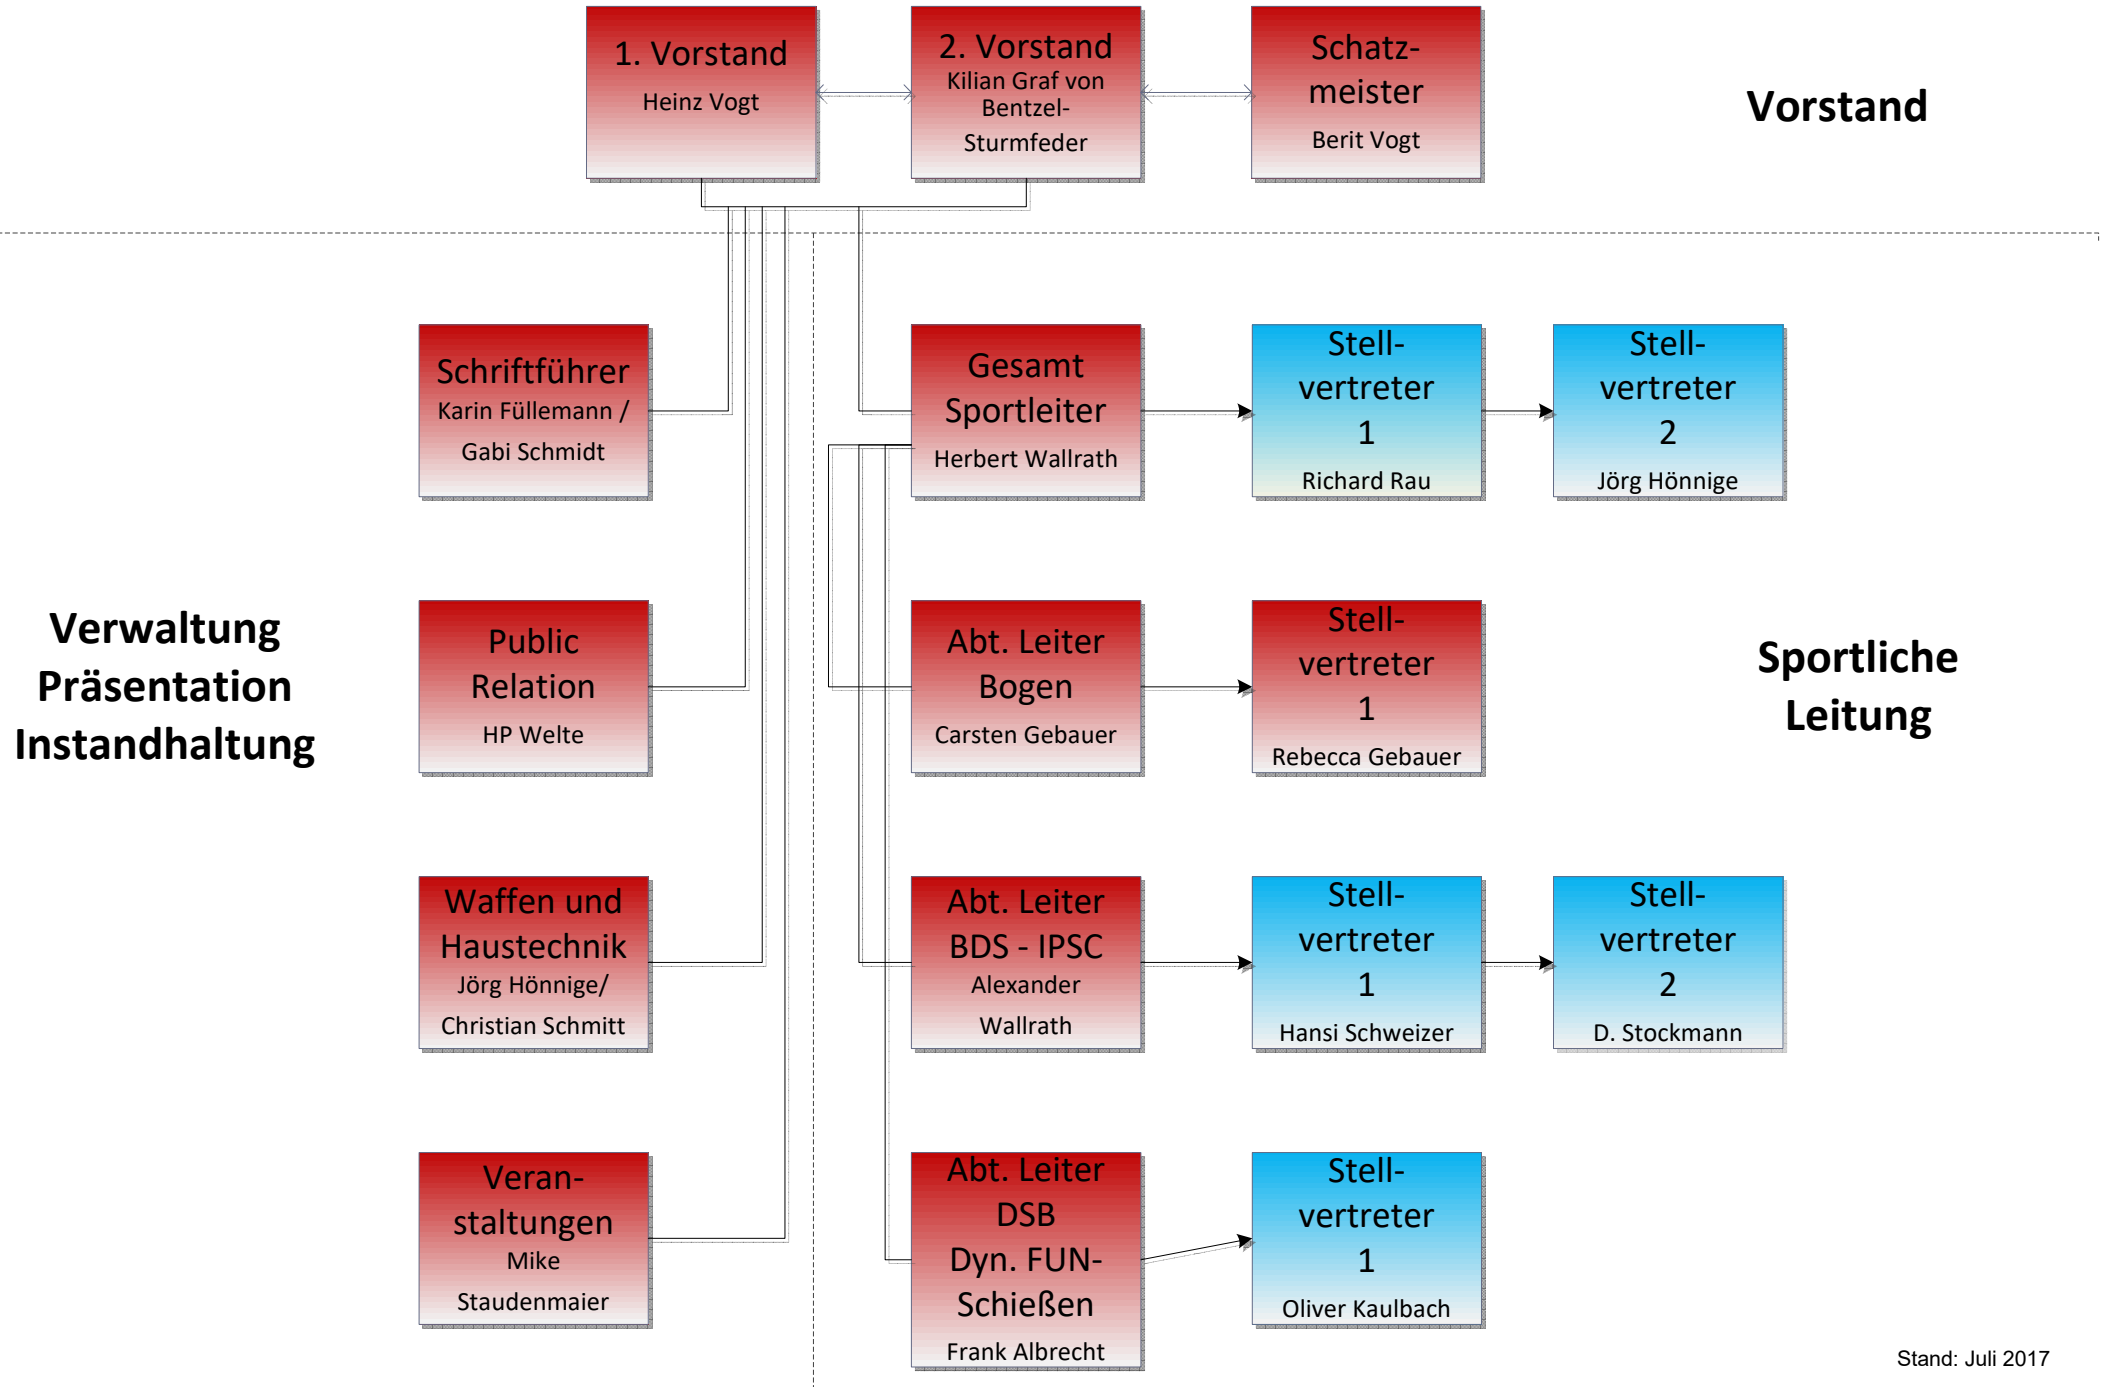 1. Vorstand
Heinz Vogt
2. Vorstand
Kilian Graf von
Bentzel-
Sturmfeder
Schatz-
meister
Berit Vogt
Vorstand
Verwaltung
Präsentation
Instandhaltung
Schriftführer
Karin Füllemann /
Gabi Schmidt
Public
Relation
HP Welte
Waffen und
Haustechnik
Jörg Hönnige/
Christian Schmitt
Veran-
staltungen
Mike
Staudenmaier
Gesamt
Sportleiter
Herbert Wallrath
Stell-
vertreter
1
Richard Rau
Stell-
vertreter
2
Jörg Hönnige
Abt. Leiter
Bogen
Carsten Gebauer
Stell-
vertreter
1
Rebecca Gebauer
Abt. Leiter
BDS - IPSC
Alexander
Wallrath
Stell-
vertreter
1
Hansi Schweizer
Stell-
vertreter
2
D. Stockmann
Abt. Leiter
DSB
Dyn. FUN-
Schießen
Frank Albrecht
Stell-
vertreter
1
Oliver Kaulbach
Sportliche
Leitung
Stand: Juli 2017